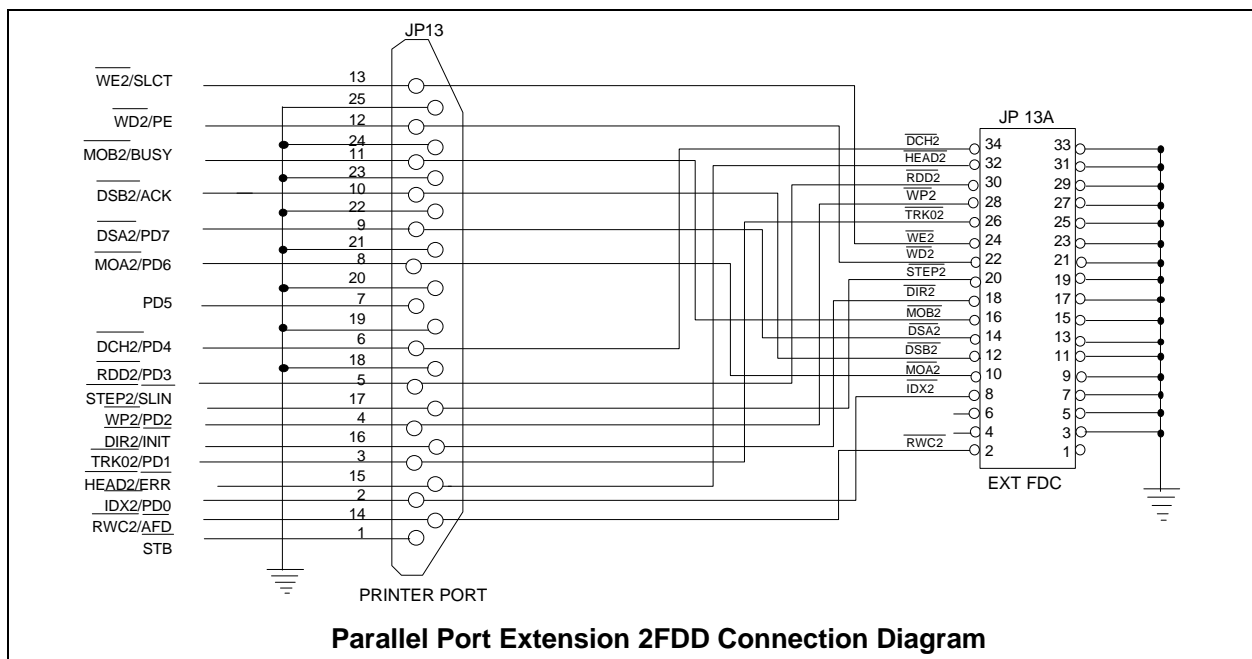 JP13
WE2/SLCT 13
25
WD2/PE 12
24
MOB2/BUSY 11
23
DSB2/ACK 10
22
DSA2/PD7 9
21
MOA2/PD6 8
20
PD5 7
19
DCH2/PD4 6
18
RDD2/PD3 5
STEP2/SLIN 17
WP2/PD2 4
DIR2/INIT 16
TRK02/PD1 3
HEAD2/ERR 15
IDX2/PD0 2
RWC2/AFD 14
STB 1
PRINTER PORT
JP 13A
DCH2 34 33
HEAD2 32 31
RDD2 30 29
WP2 28 27
TRK02 26 25
WE2 24 23
WD2 22 21
STEP2 20 19
DIR2 18 17
MOB2 16 15
DSA2 14 13
DSB2 12 11
MOA2 10 9
IDX2 8 7
6 5
4 3
RWC2 2 1
EXT FDC
Parallel Port Extension 2FDD Connection Diagram